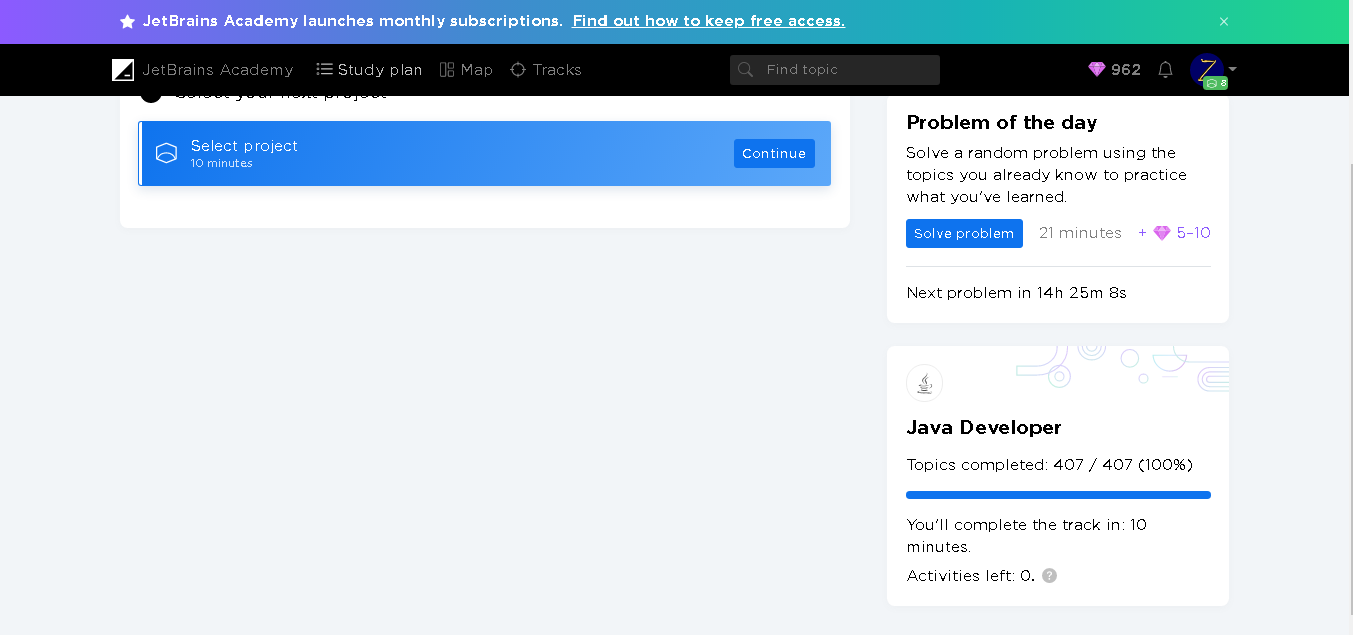 JetBrains Academy launches monthly subscriptions. Find out how to keep free access.
JetBrains Academy
Study plan
Map
Tracks
Find topic
962
8
Select your next project
Select project
10 minutes
Continue
Problem of the day
Solve a random problem using the
topics you already know to practice
what you've learned.
Solve problem
21 minutes
+ 5–10
Next problem in 14h 25m 8s
Java Developer
Topics completed: 407 / 407 (100%)
You'll complete the track in: 10
minutes.
Activities left: 0. ?